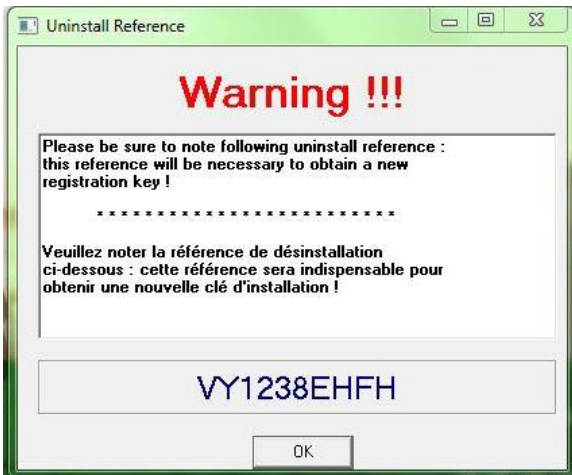 Uninstall Reference
Warning !!!
Please be sure to note following uninstall reference :
this reference will be necessary to obtain a new
registration key !
x x x x x x x x x x x x x x x x x x x x x x x x x
Veuillez noter la référence de désinstallation
ci-dessous : cette référence sera indispensable pour
obtenir une nouvelle clé d'installation !
VY1238EHFH
OK